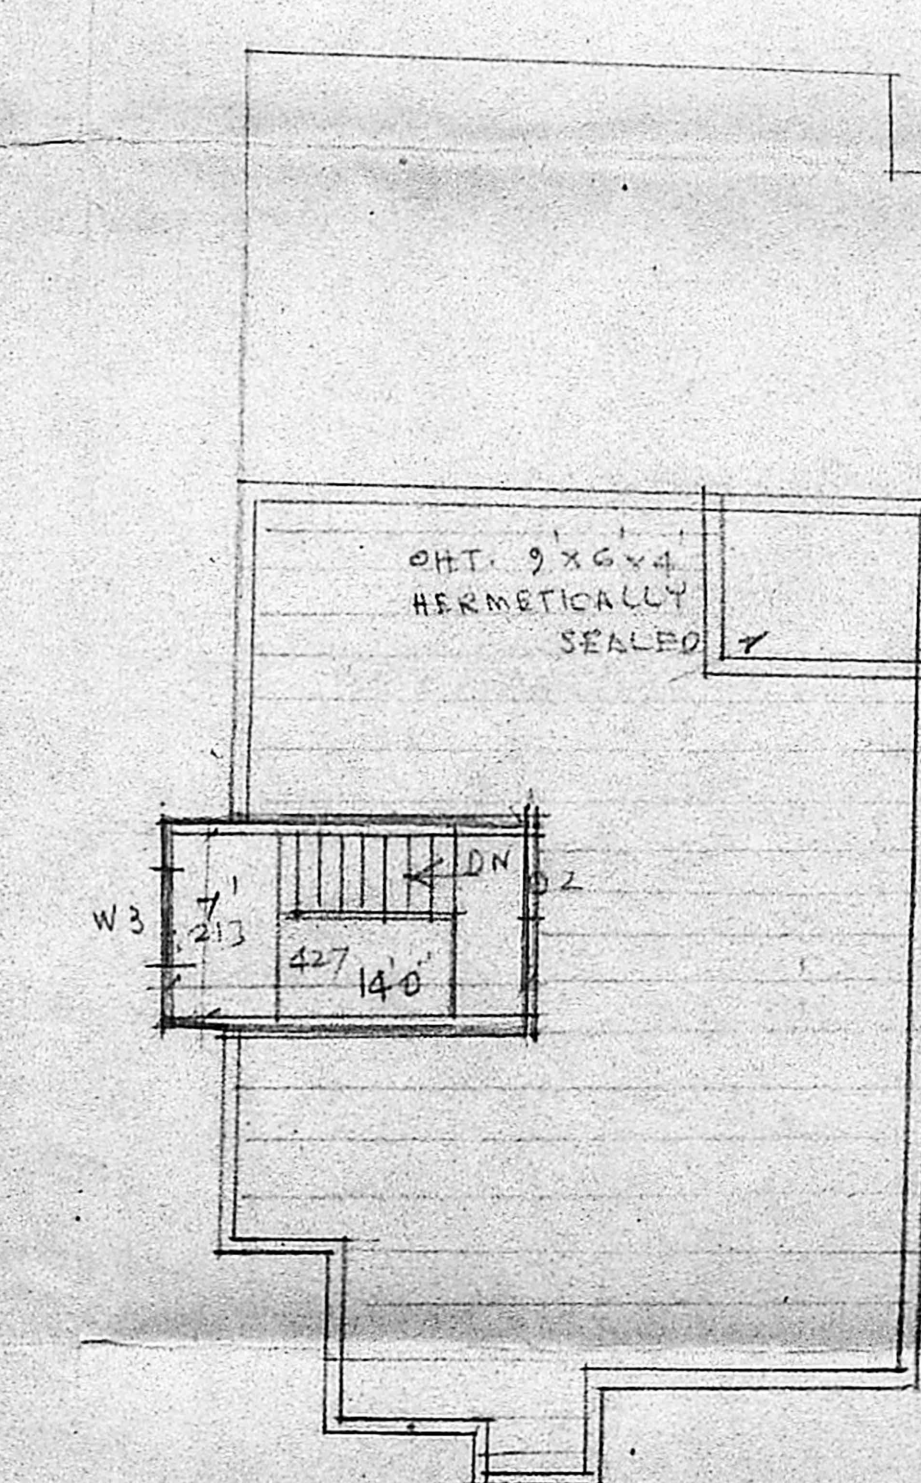 OHT. 9'x6'x4'
HERMETICALLY
SEALED
DN
D2
W3
7'
213
427
14'0"